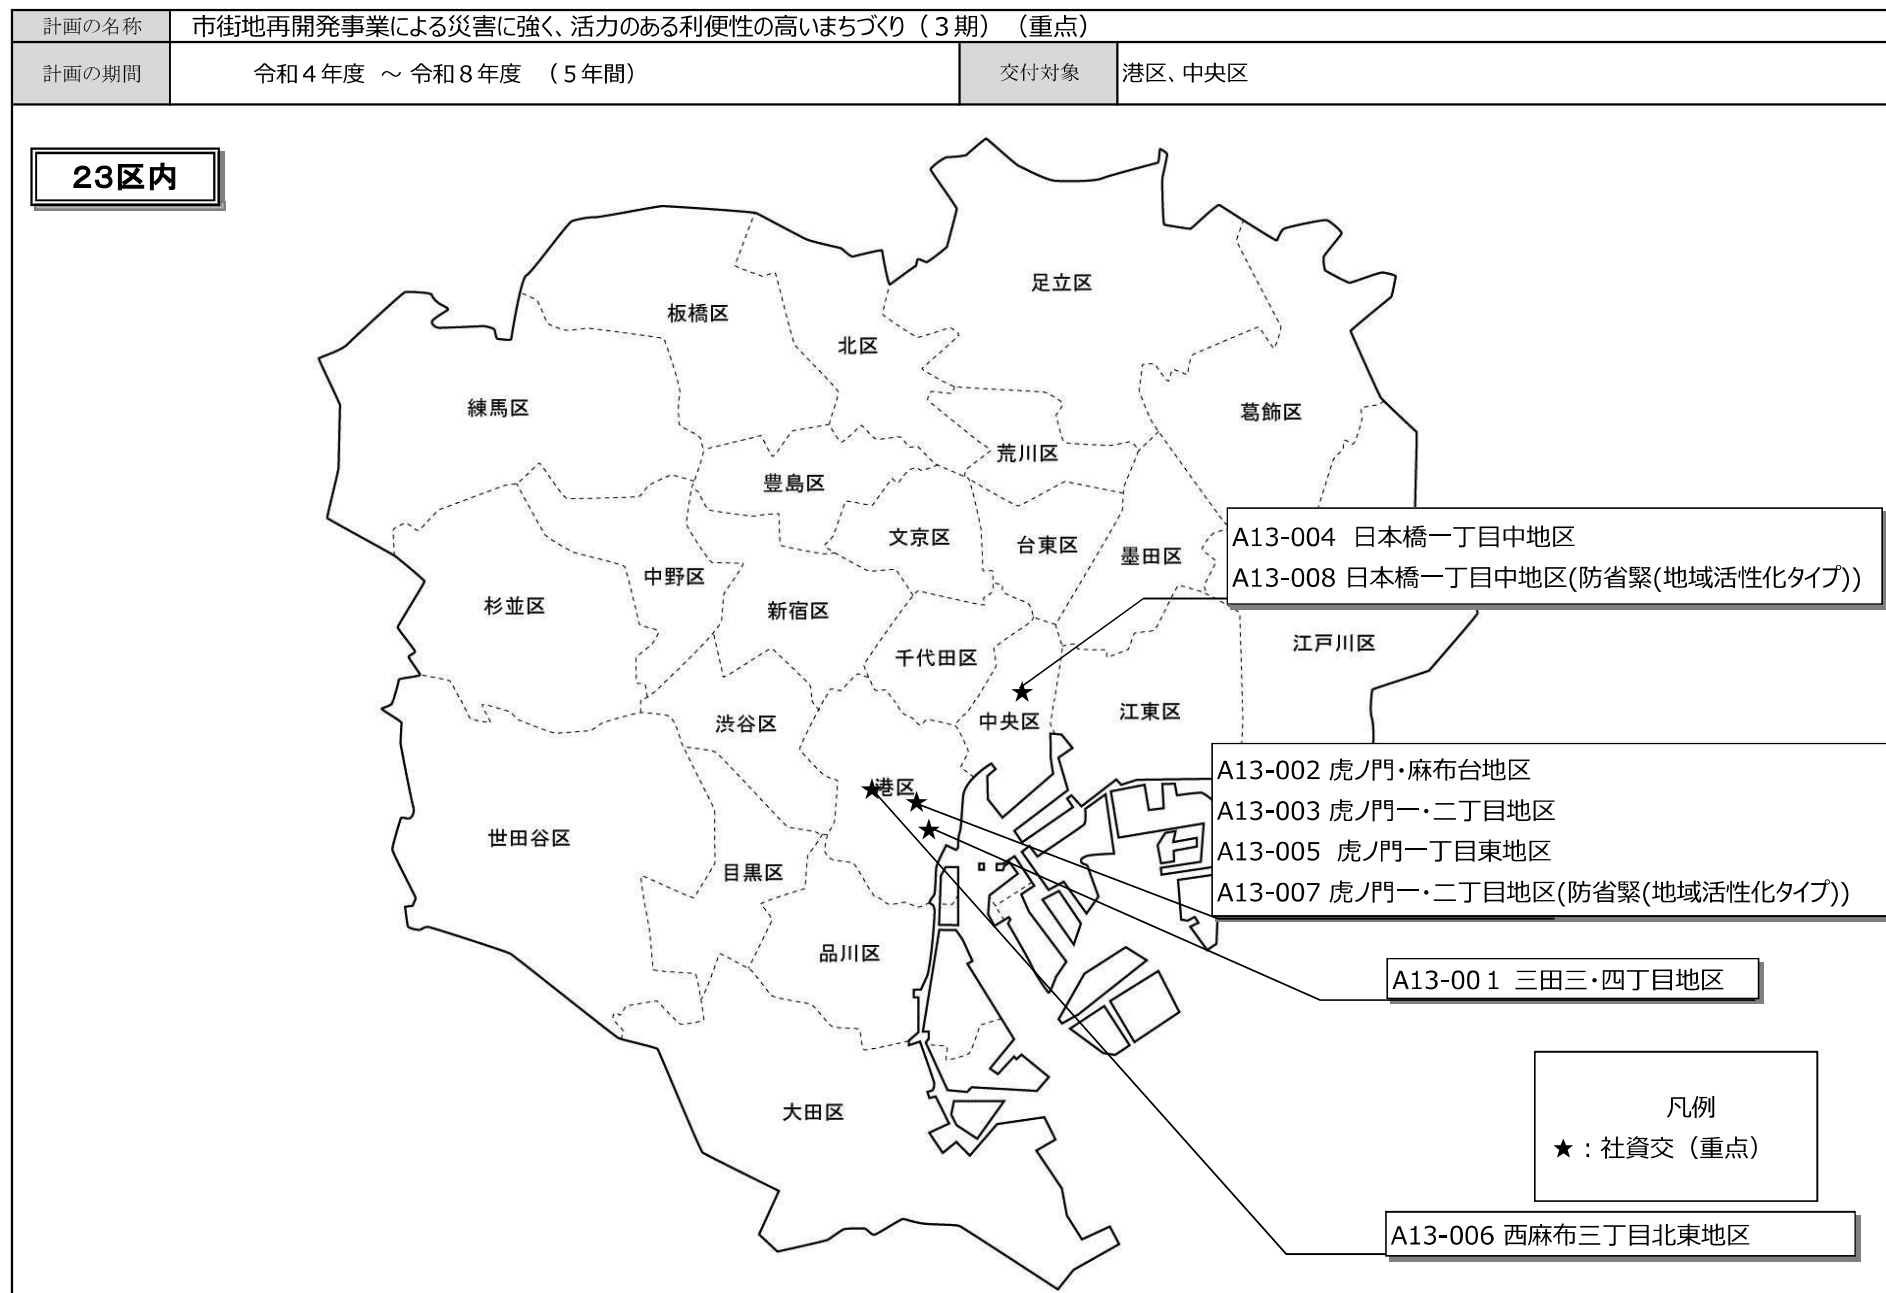 計画の名称 市街地再開発事業による災害に強く、活力のある利便性の高いまちづくり（３期）（重点）
計画の期間 令和４年度 ～ 令和８年度 （５年間） 交付対象 港区、中央区
23区内
足立区
板橋区
北区
練馬区
葛飾区
荒川区
豊島区
文京区
台東区
墨田区
A13-004 日本橋一丁目中地区
A13-008 日本橋一丁目中地区(防省緊(地域活性化タイプ))
中野区
杉並区
新宿区
江戸川区
千代田区
渋谷区
★
中央区
江東区
A13-002 虎ノ門・麻布台地区
A13-003 虎ノ門一・二丁目地区
A13-005 虎ノ門一丁目東地区
A13-007 虎ノ門一・二丁目地区(防省緊(地域活性化タイプ))
★港区
★
★
世田谷区
目黒区
品川区
A13-00１ 三田三・四丁目地区
大田区
凡例
★：社資交（重点）
A13-006 西麻布三丁目北東地区